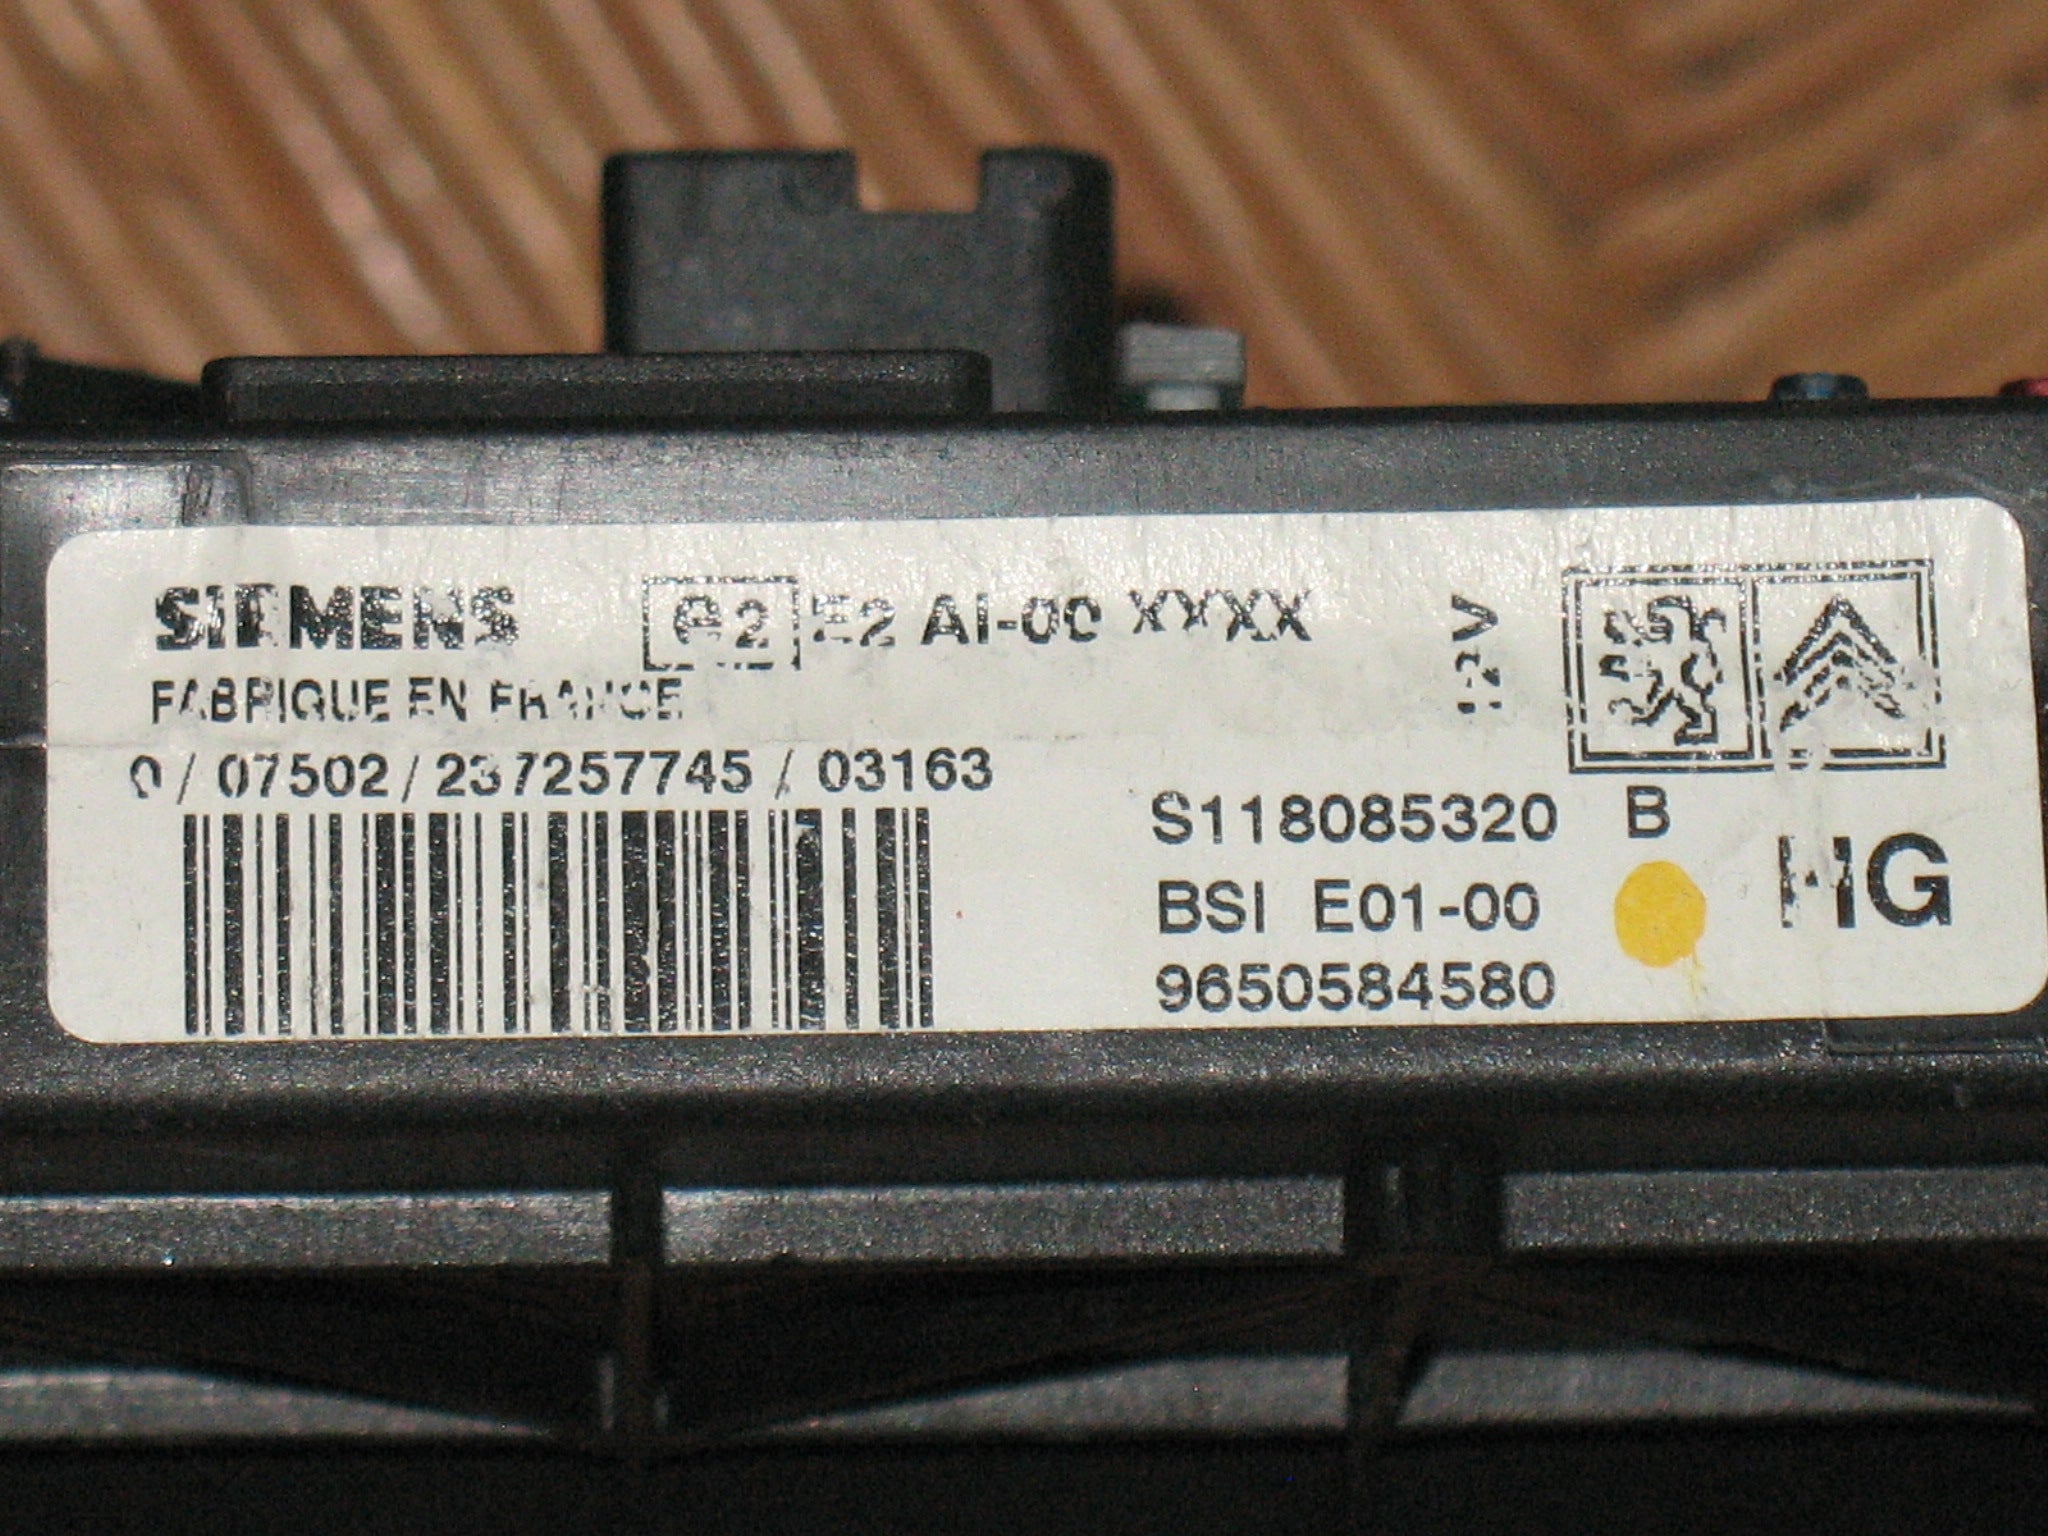 SIEMENS e2 E2 AI-00 XXXX 12V
FABRIQUE EN FRANCE
0/07502/237257745/03163
S118085320 B
BSI E01-00 HG
9650584580